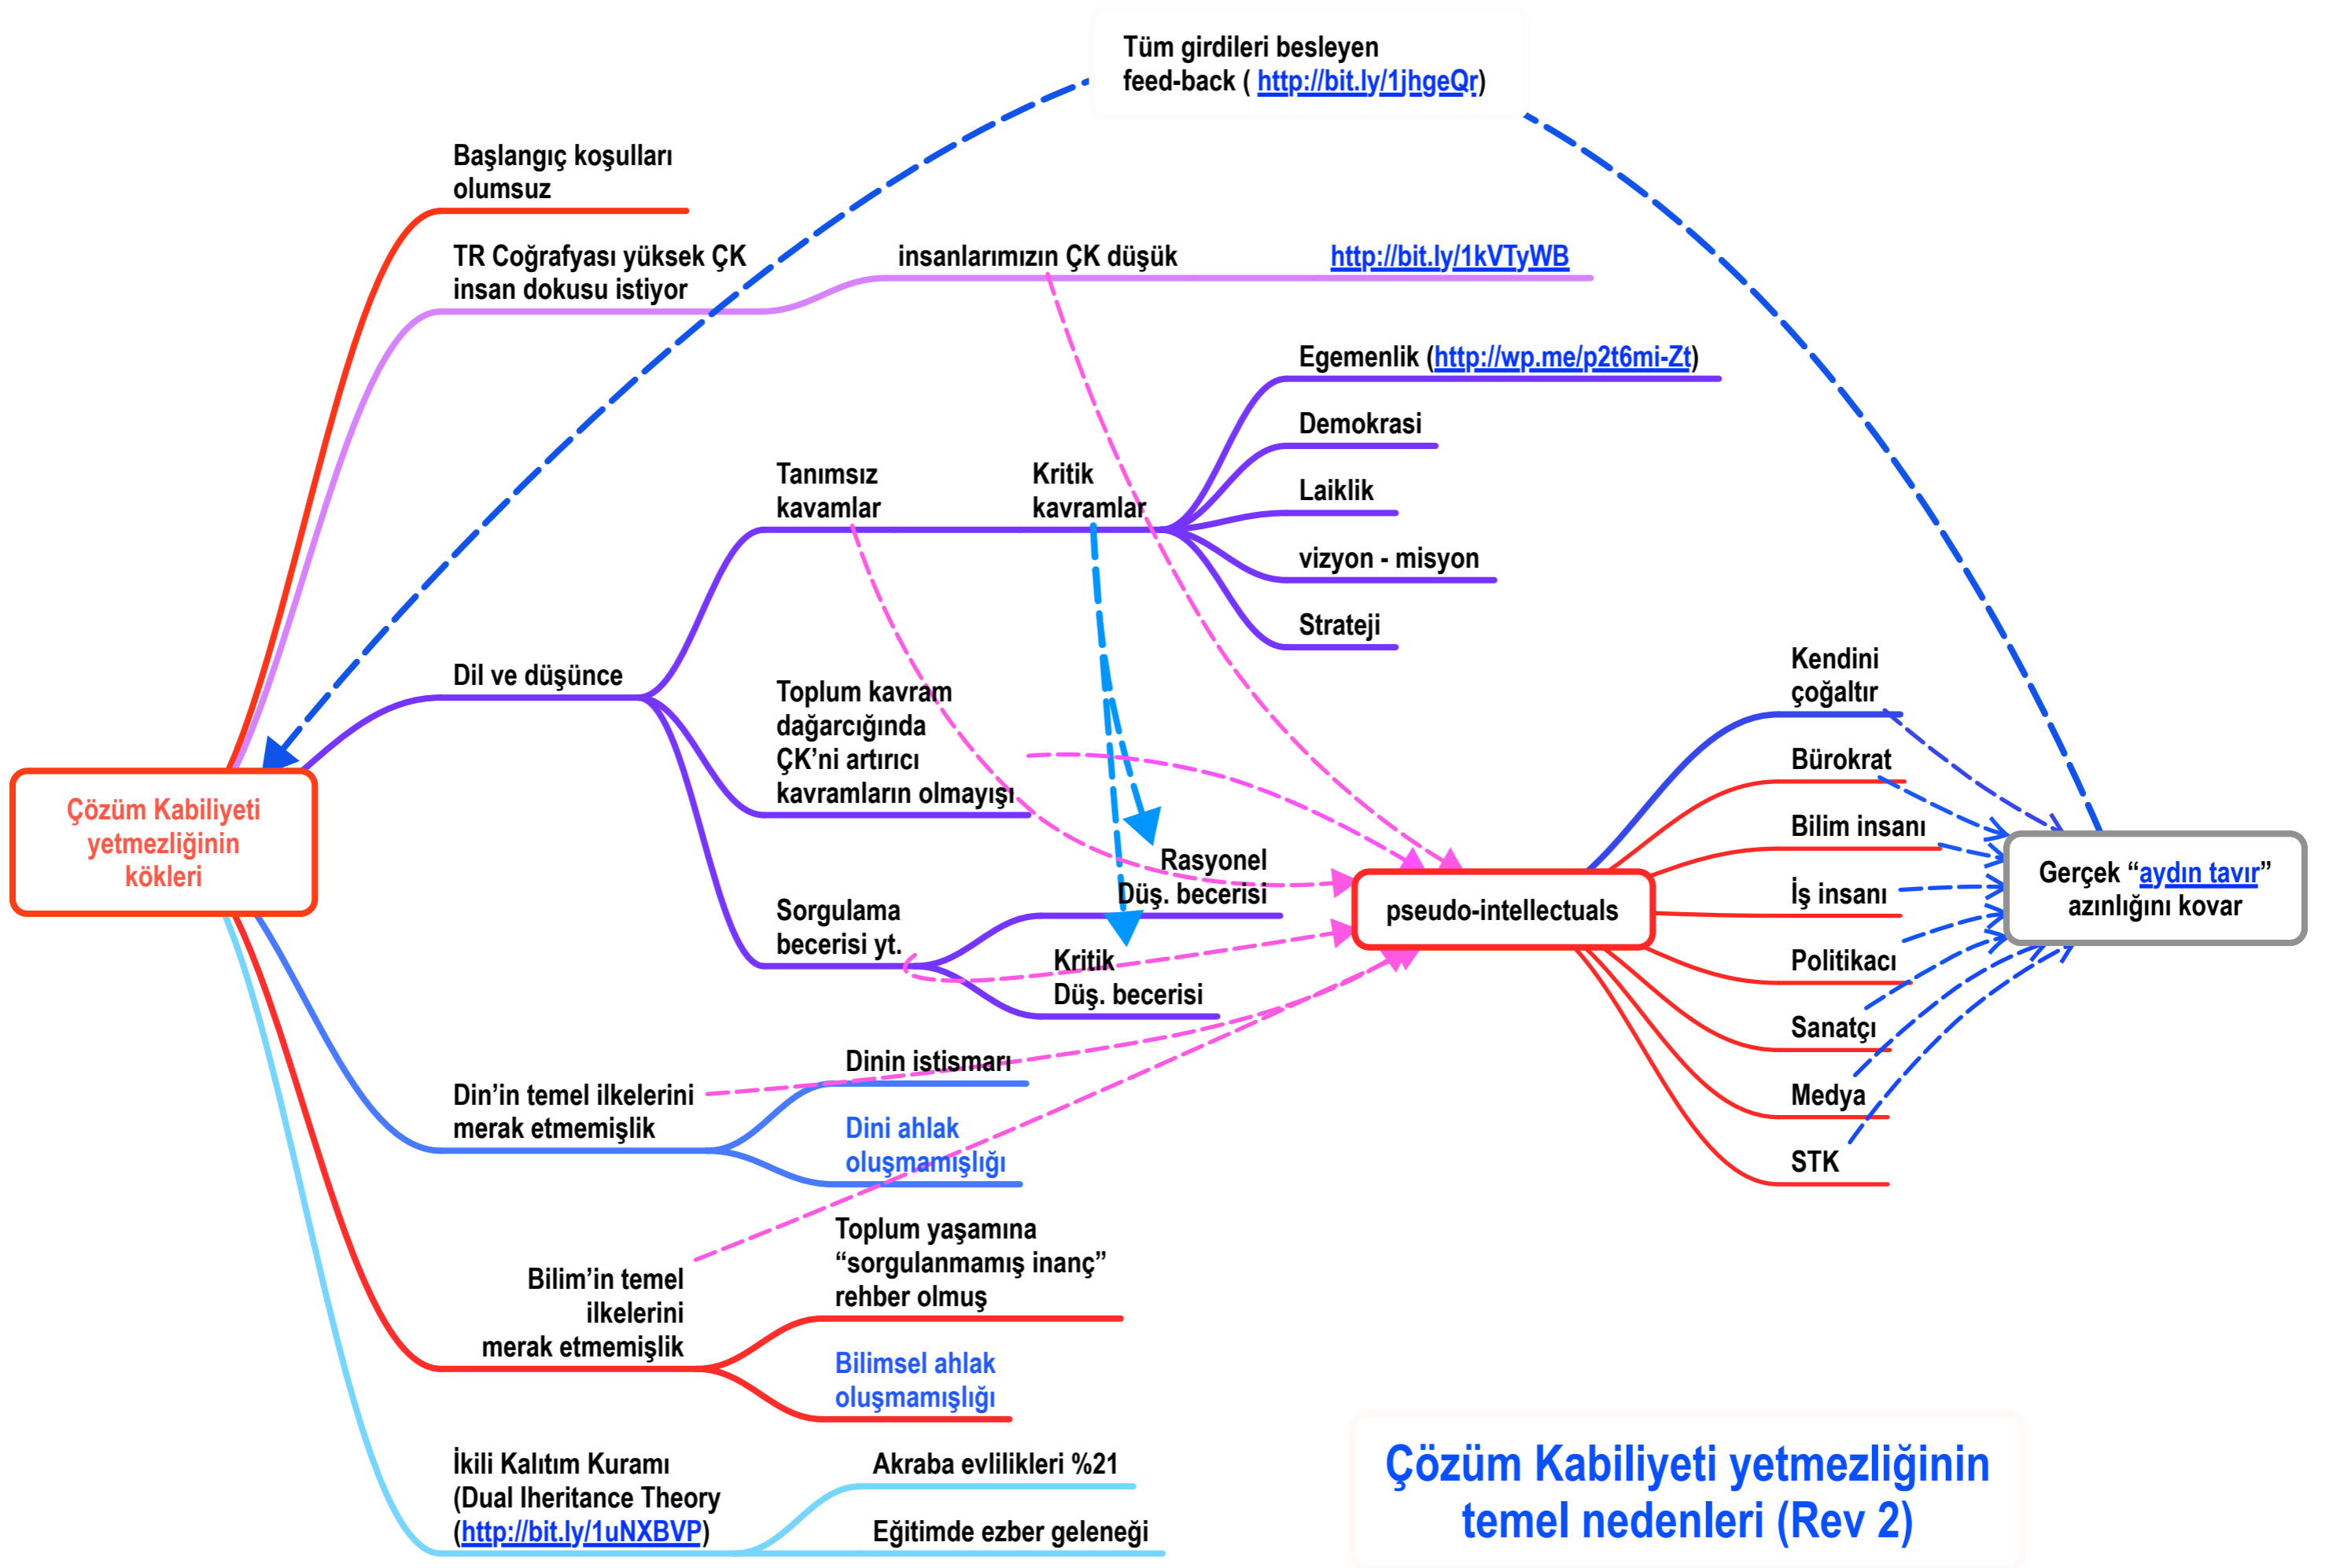 Tüm girdileri besleyen
feed-back ( http://bit.ly/1jhgeQr)
Başlangıç koşulları
olumsuz
TR Coğrafyası yüksek ÇK
insan dokusu istiyor
insanlarımızın ÇK düşük
http://bit.ly/1kVTyWB
Egemenlik (http://wp.me/p2t6mi-Zt)
Demokrasi
Laiklik
vizyon - misyon
Strateji
Tanımsız
kavamlar
Kritik
kavramlar
Dil ve düşünce
Toplum kavram
dağarcığında
ÇK’ni artırıcı
kavramların olmayışı
Çözüm Kabiliyeti
yetmezliğinin
kökleri
Rasyonel
Düş. becerisi
Sorgulama
becerisi yt.
Kritik
Düş. becerisi
pseudo-intellectuals
Kendini
çoğaltır
Bürokrat
Bilim insanı
İş insanı
Politikacı
Sanatçı
Medya
STK
Gerçek “aydın tavır”
azınlığını kovar
Dinin istismarı
Din’in temel ilkelerini
merak etmemişlik
Dini ahlak
oluşmamışlığı
Toplum yaşamına
“sorgulanmamış inanç”
rehber olmuş
Bilim’in temel
ilkelerini
merak etmemişlik
Bilimsel ahlak
oluşmamışlığı
İkili Kalıtım Kuramı
(Dual Iheritance Theory
(http://bit.ly/1uNXBVP)
Akraba evlilikleri %21
Eğitimde ezber geleneği
Çözüm Kabiliyeti yetmezliğinin
temel nedenleri (Rev 2)